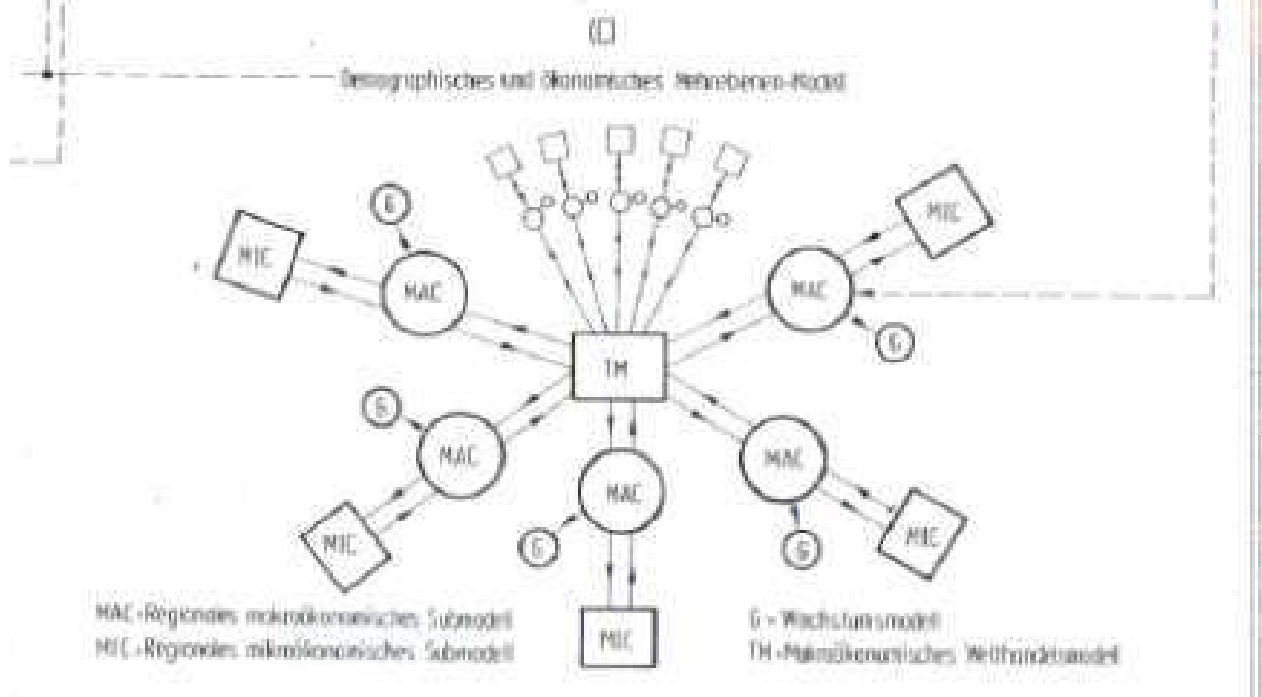 Demographisches und ökonomisches Mehrebenen-Modell
G
MIC
MIC
MAC
MAC
G
TM
G
MAC
MAC
MAC
MIC
G
G
MIC
MIC
MAC-Regionales makroökonomisches Submodell
MIC-Regionales mikroökonomisches Submodell
G - Wachstumsmodell
TM-Makroökonomisches Welthandelsmodell